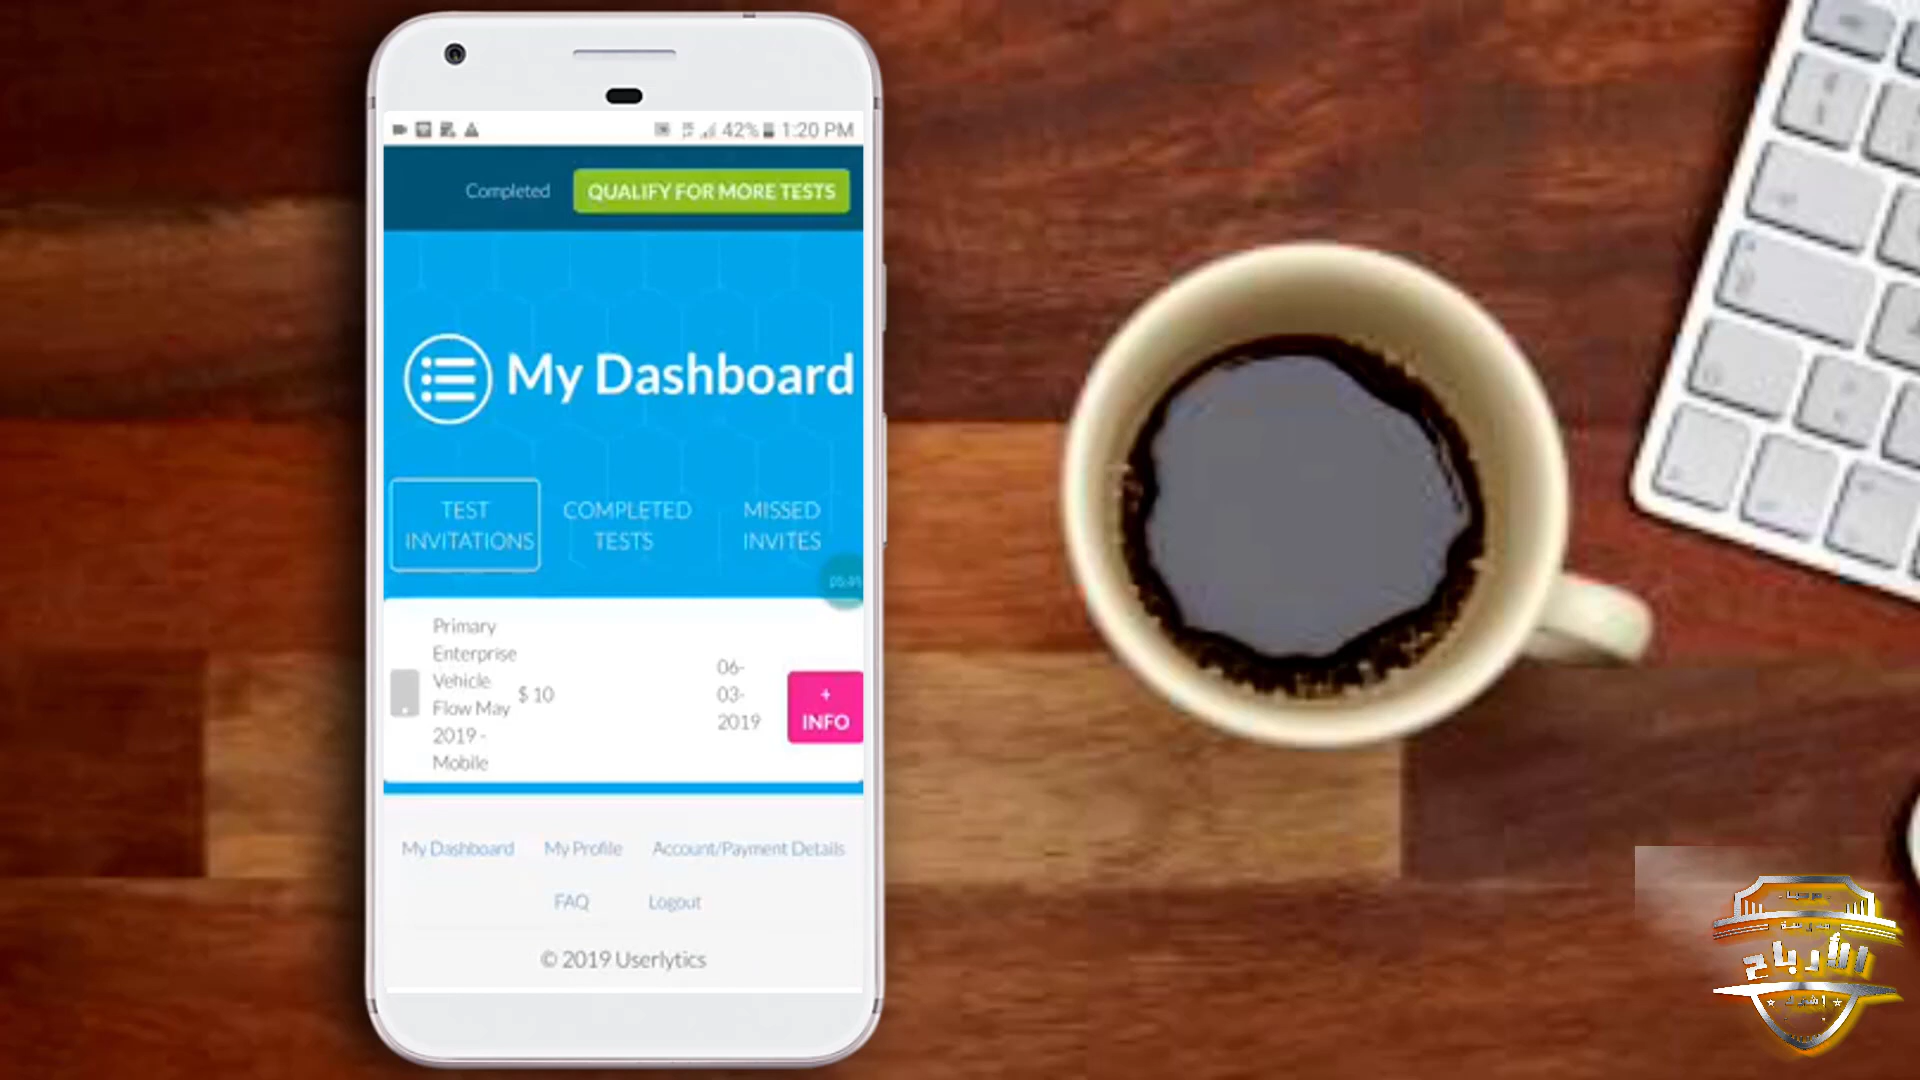 42% 1:20 PM
Completed
QUALIFY FOR MORE TESTS
My Dashboard
TEST
INVITATIONS
COMPLETED
TESTS
MISSED
INVITES
Primary
Enterprise
Vehicle
Flow May
2019 -
Mobile
$ 10
06-
03-
2019
+
INFO
My Dashboard My Profile Account/Payment Details
FAQ Logout
© 2019 Userlytics
مدرسة
الأرباح